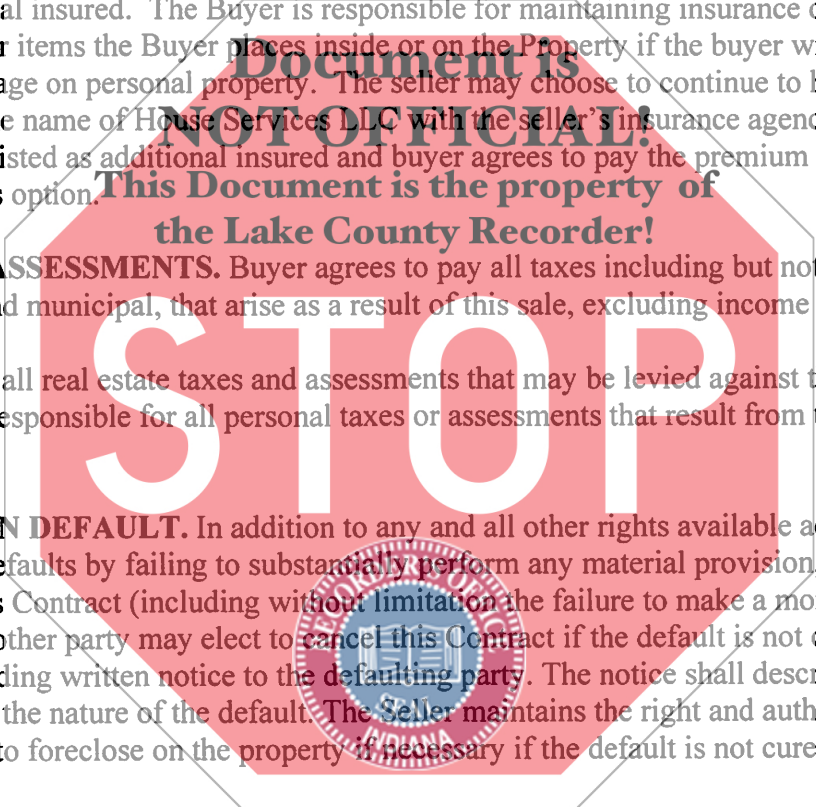 al insured. The Buyer is responsible for maintaining insurance
r items the Buyer places inside or on the Property if the buyer
Document is
age on personal property. The seller may choose to continue to
e name of House Services LLC with the seller's insurance
NOT OFFICIAL!
isted as additional insured and buyer agrees to pay the premium
s option.
This Document is the property of
the Lake County Recorder!
ASSESSMENTS. Buyer agrees to pay all taxes including but not
d municipal, that arise as a result of this sale, excluding income
STOP
all real estate taxes and assessments that may be levied against
esponsible for all personal taxes or assessments that result from
N DEFAULT. In addition to any and all other rights available
efaults by failing to substantially perform any material provision
s Contract (including without limitation the failure to make a
other party may elect to cancel this Contract if the default is not
ding written notice to the defaulting party. The notice shall
the nature of the default. The Seller maintains the right and
to foreclose on the property if necessary if the default is not
RECORDER'S OFFICE
SEAL
INDIANA